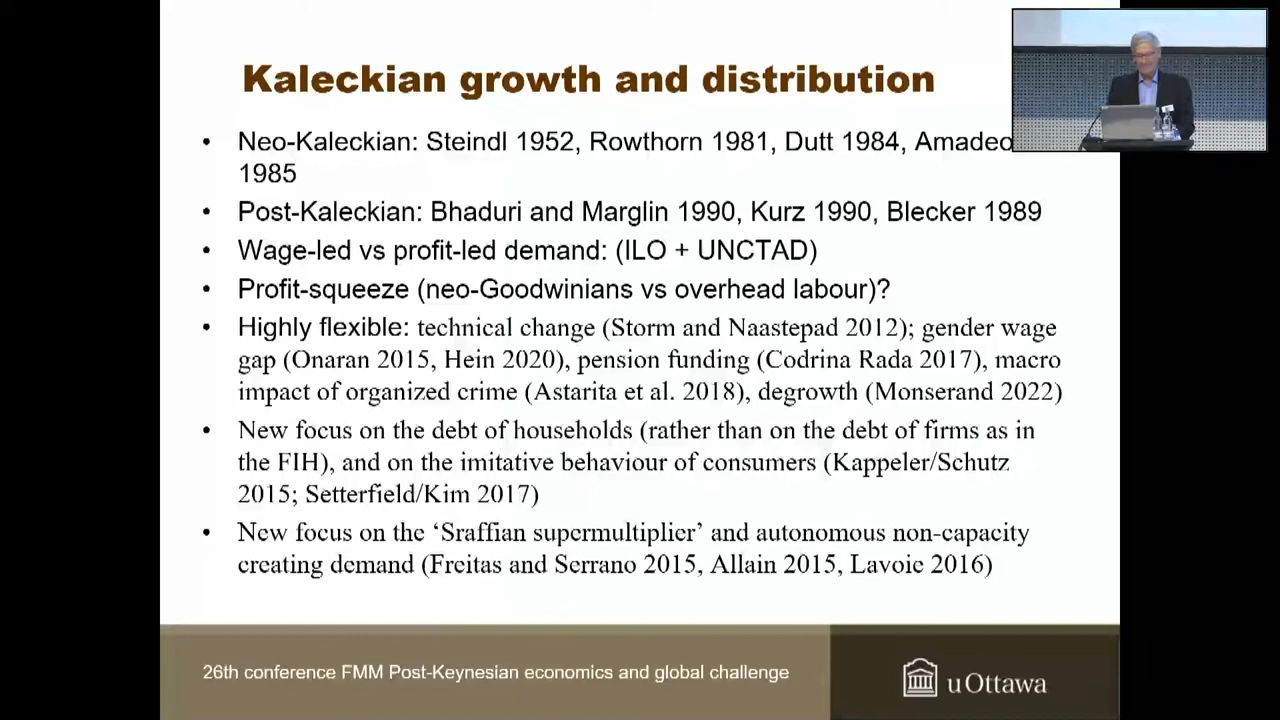 Kaleckian growth and distribution
• Neo-Kaleckian: Steindl 1952, Rowthorn 1981, Dutt 1984, Amadeo
1985
• Post-Kaleckian: Bhaduri and Marglin 1990, Kurz 1990, Blecker 1989
• Wage-led vs profit-led demand: (ILO + UNCTAD)
• Profit-squeeze (neo-Goodwinians vs overhead labour)?
• Highly flexible: technical change (Storm and Naastepad 2012); gender wage
gap (Onaran 2015, Hein 2020), pension funding (Codrina Rada 2017), macro
impact of organized crime (Astarita et al. 2018), degrowth (Monserand 2022)
• New focus on the debt of households (rather than on the debt of firms as in
the FIH), and on the imitative behaviour of consumers (Kappeler/Schutz
2015; Setterfield/Kim 2017)
• New focus on the ‘Sraffian supermultiplier’ and autonomous non-capacity
creating demand (Freitas and Serrano 2015, Allain 2015, Lavoie 2016)
26th conference FMM Post-Keynesian economics and global challenge
uOttawa